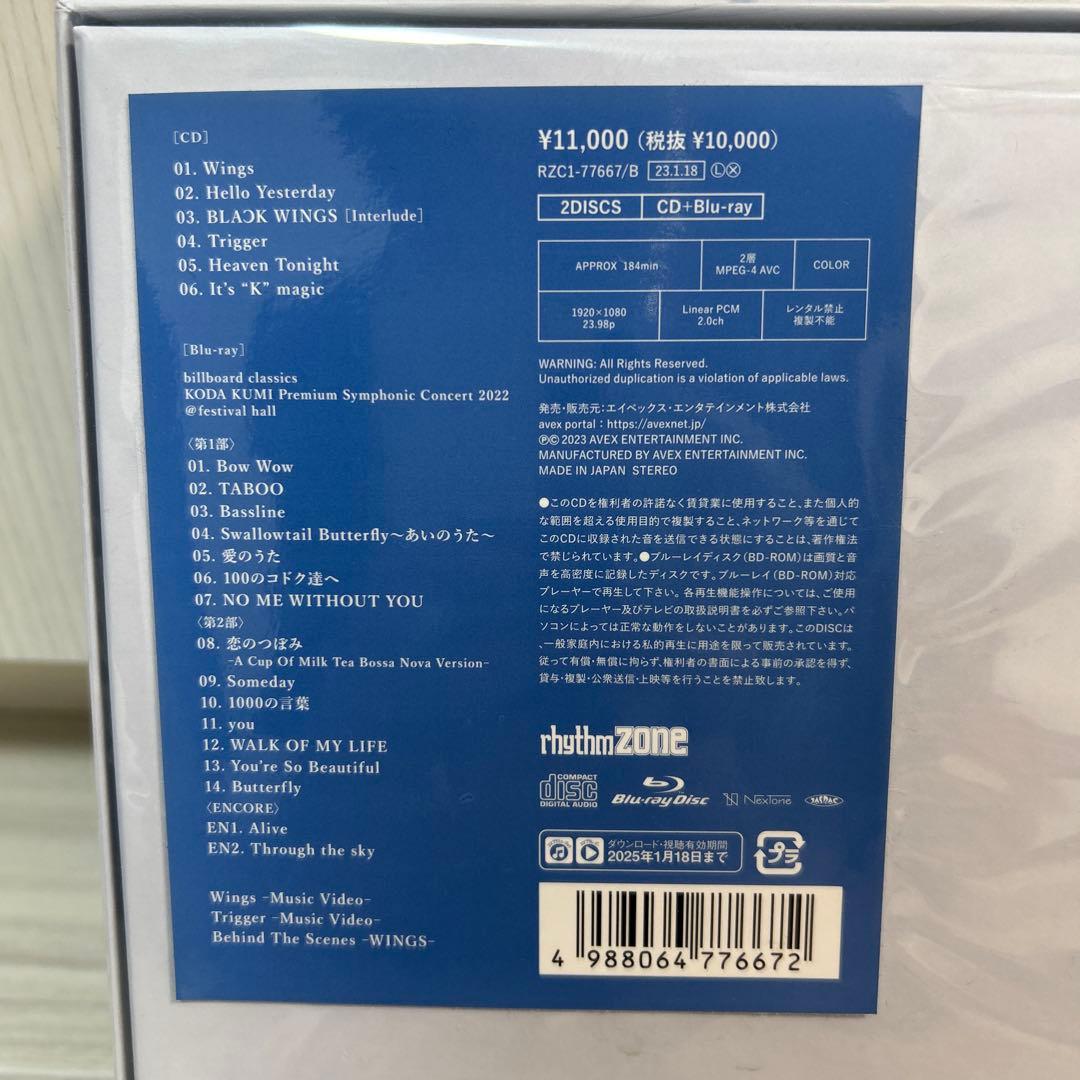 [CD]
01. Wings
02. Hello Yesterday
03. BLAƆK WINGS [Interlude]
04. Trigger
05. Heaven Tonight
06. It's “K” magic
[Blu-ray]
billboard classics
KODA KUMI Premium Symphonic Concert 2022
@festival hall
〈第1部〉
01. Bow Wow
02. TABOO
03. Bassline
04. Swallowtail Butterfly〜あいのうた〜
05. 愛のうた
06. 100のコドク達へ
07. NO ME WITHOUT YOU
〈第2部〉
08. 恋のつぼみ
-A Cup Of Milk Tea Bossa Nova Version-
09. Someday
10. 1000の言葉
11. you
12. WALK OF MY LIFE
13. You're So Beautiful
14. Butterfly
〈ENCORE〉
EN1. Alive
EN2. Through the sky
Wings -Music Video-
Trigger -Music Video-
Behind The Scenes -WINGS-
¥11,000（税抜 ¥10,000）
RZC1-77667/B 23.1.18 Ⓛⓧ
2DISCS CD+Blu-ray
APPROX 184min 2層 MPEG-4 AVC COLOR
1920×1080 23.98p Linear PCM 2.0ch レンタル禁止 複製不能
WARNING: All Rights Reserved.
Unauthorized duplication is a violation of applicable laws.
発売・販売元：エイベックス・エンタテインメント株式会社
avex portal：https://avexnet.jp/
Ⓟ© 2023 AVEX ENTERTAINMENT INC.
MANUFACTURED BY AVEX ENTERTAINMENT INC.
MADE IN JAPAN STEREO
●このCDを権利者の許諾なく賃貸業に使用すること、また個人的
な範囲を超える使用目的で複製すること、ネットワーク等を通じて
このCDに収録された音を送信できる状態にすることは、著作権法
で禁じられています。●ブルーレイディスク(BD-ROM)は画質と音
声を高密度に記録したディスクです。ブルーレイ(BD-ROM)対応
プレーヤーで再生して下さい。各再生機能操作については、ご使用
になるプレーヤー及びテレビの取扱説明書を必ずご参照下さい。パ
ソコンによっては正常な動作をしないことがあります。このDISCは
、一般家庭内における私的再生に用途を限って販売されています。
従って有償・無償に拘らず、権利者の書面による事前の承認を得ず、
貸与・複製・公衆送信・上映等を行うことを禁止致します。
rhythm zone
COMPACT disc DIGITAL AUDIO Blu-ray Disc NexTone JASRAC
ダウンロード・視聴有効期間
2025年1月18日まで
プラ
4 988064 776672